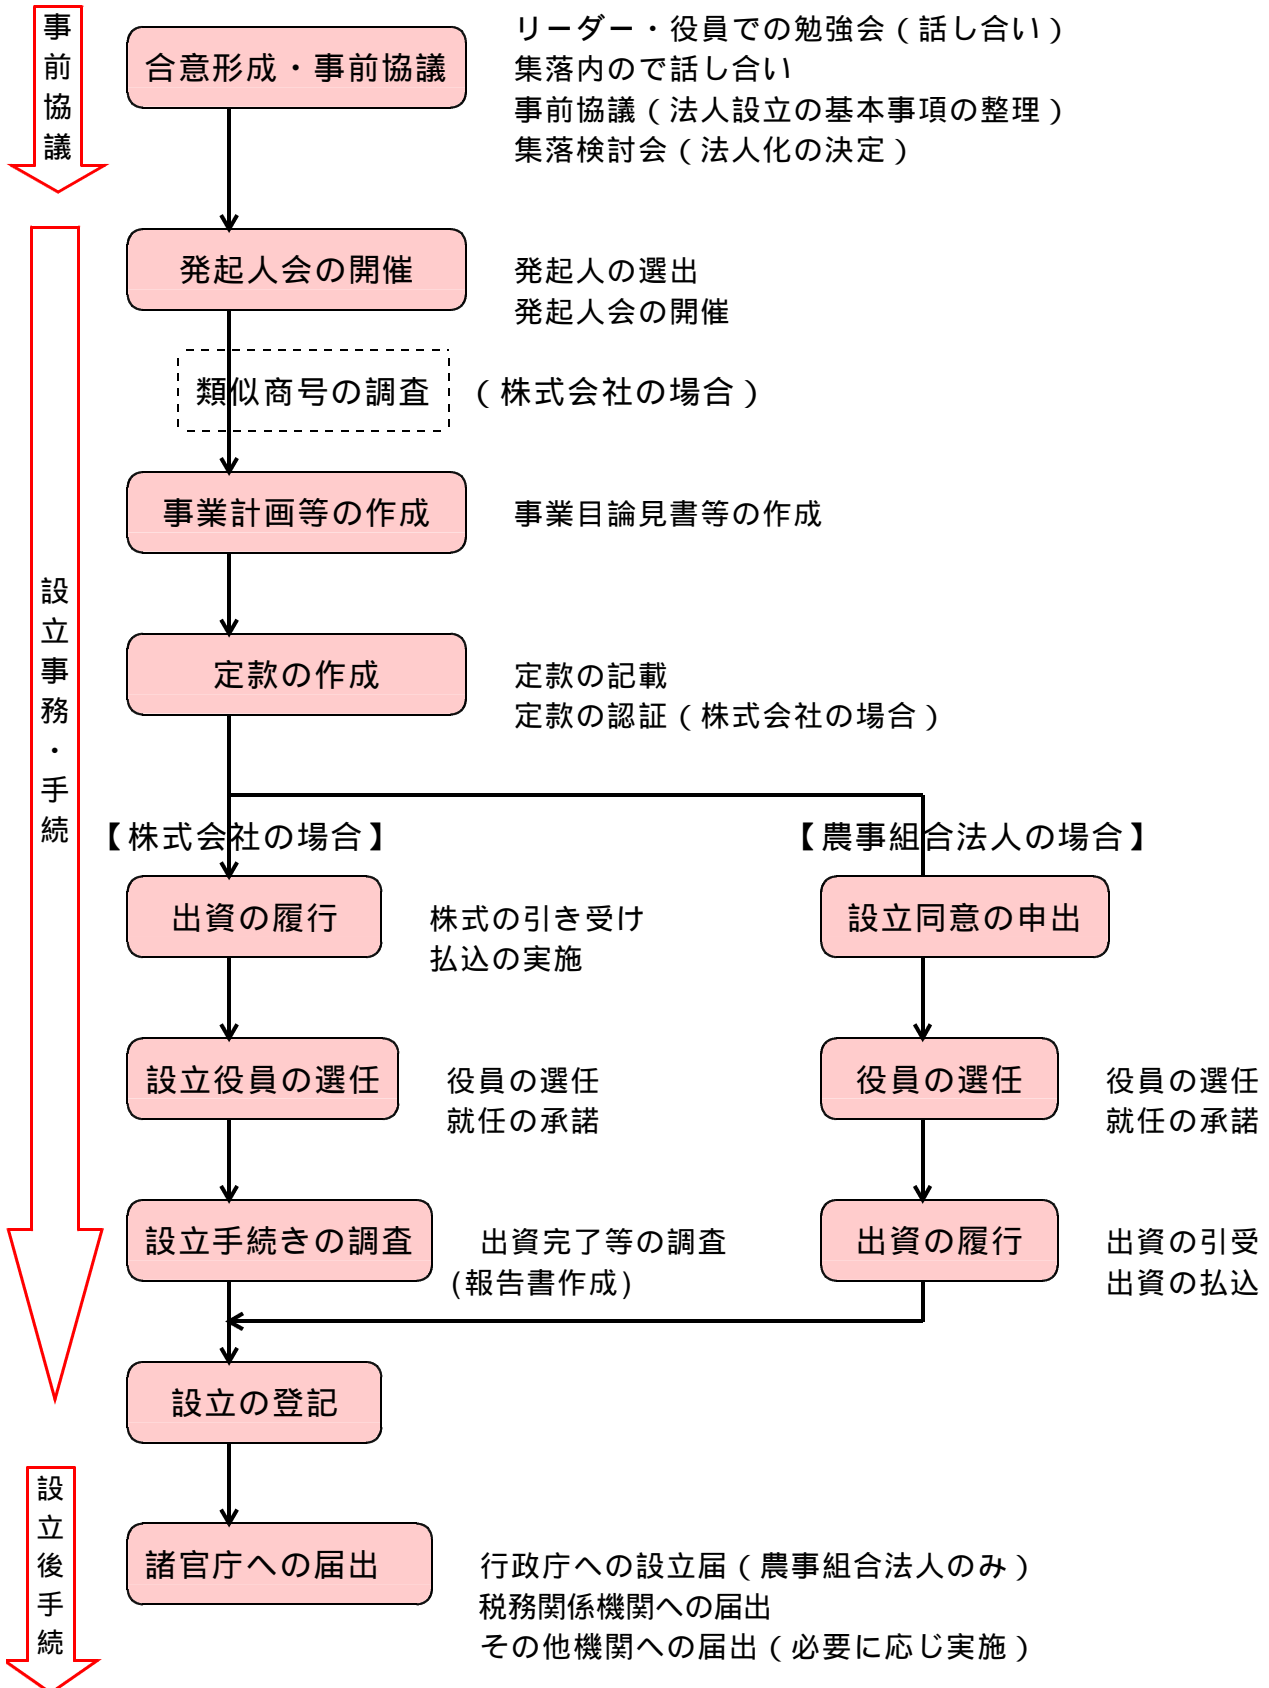 事前協議
合意形成・事前協議
リーダー・役員での勉強会（話し合い）
集落内ので話し合い
事前協議（法人設立の基本事項の整理）
集落検討会（法人化の決定）
設立事務・手続
発起人会の開催
発起人の選出
発起人会の開催
類似商号の調査
（株式会社の場合）
事業計画等の作成
事業目論見書等の作成
定款の作成
定款の記載
定款の認証（株式会社の場合）
【株式会社の場合】
出資の履行
株式の引き受け
払込の実施
設立役員の選任
役員の選任
就任の承諾
設立手続きの調査
出資完了等の調査
(報告書作成)
【農事組合法人の場合】
設立同意の申出
役員の選任
役員の選任
就任の承諾
出資の履行
出資の引受
出資の払込
設立の登記
設立後手続
諸官庁への届出
行政庁への設立届（農事組合法人のみ）
税務関係機関への届出
その他機関への届出（必要に応じ実施）